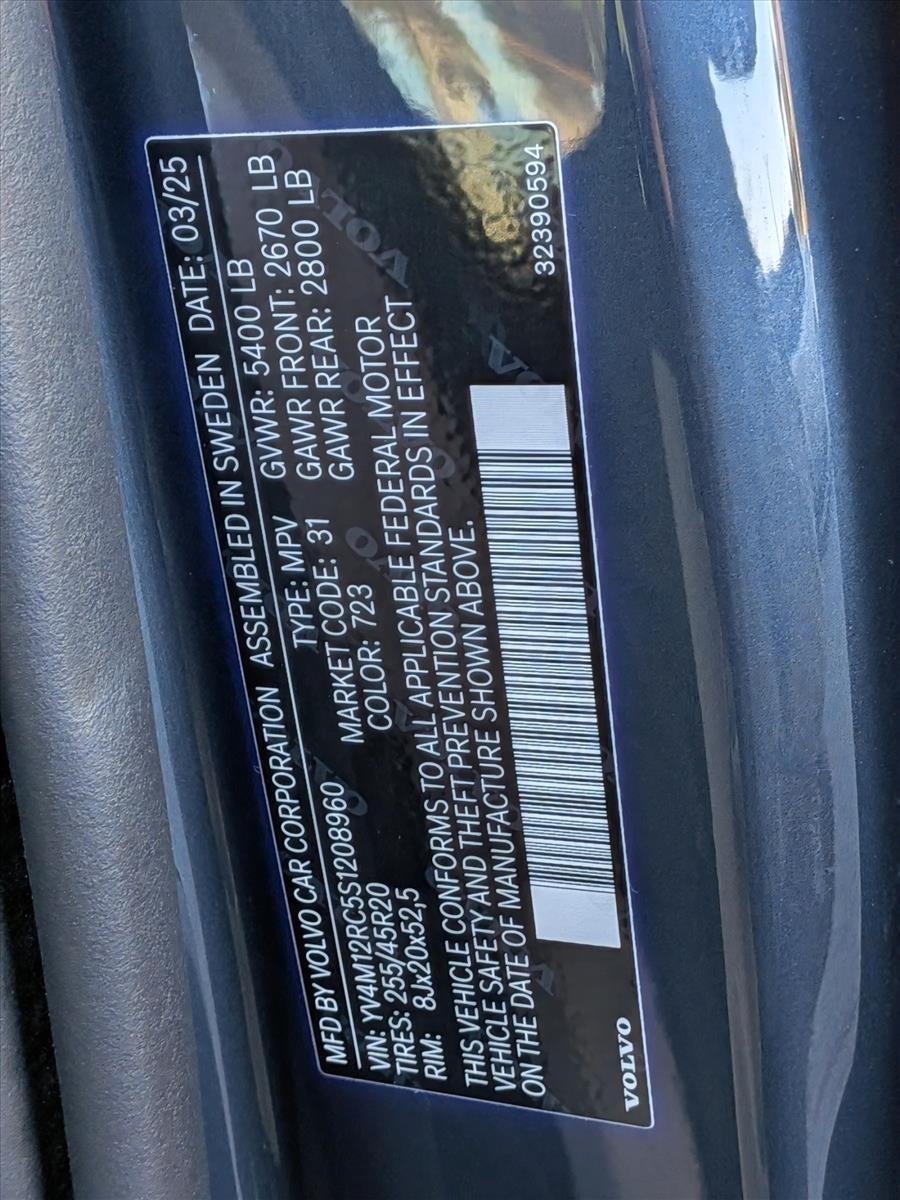 MFD BY VOLVO CAR CORPORATION ASSEMBLED IN SWEDEN DATE: 03/25
VIN: YV4M12RC5S1208960 TYPE: MPV GVWR: 5400 LB
TIRES: 255/45R20 MARKET CODE: 31 GAWR FRONT: 2670 LB
RIM: 8Jx20x52,5 COLOR: 723 GAWR REAR: 2800 LB
THIS VEHICLE CONFORMS TO ALL APPLICABLE FEDERAL MOTOR
VEHICLE SAFETY AND THEFT PREVENTION STANDARDS IN EFFECT
ON THE DATE OF MANUFACTURE SHOWN ABOVE.
VOLVO 32390594